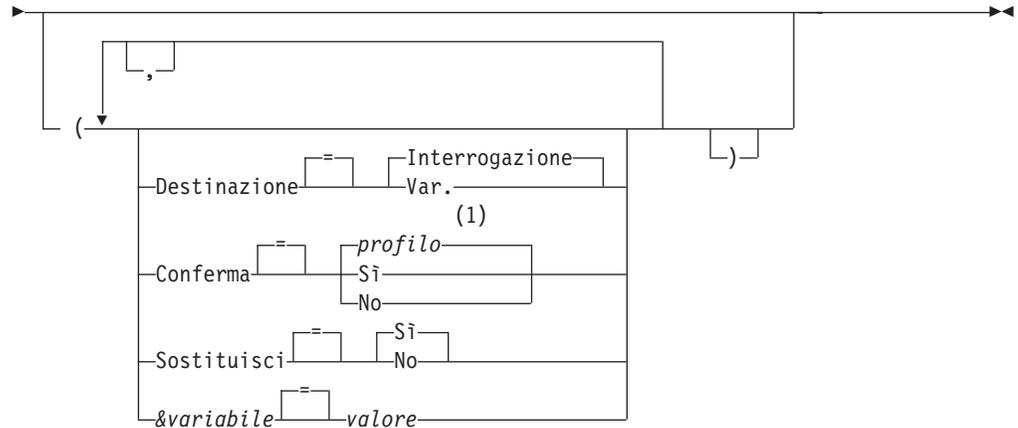 ,
(
)
=
Interrogazione
Destinazione
Var.
(1)
=
profilo
Conferma
Sì
No
=
Sì
Sostituisci
No
=
&variabile
valore